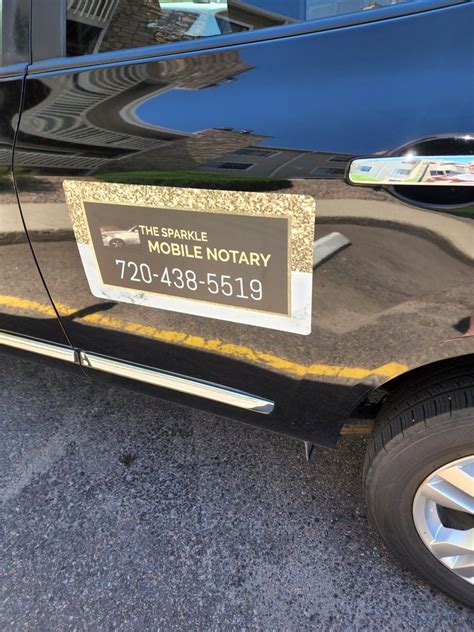 THE SPARKLE
MOBILE NOTARY
720-438-5519